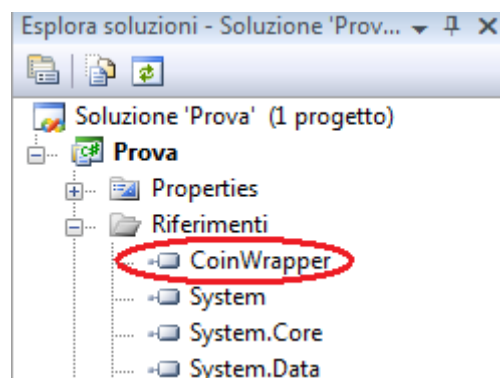 Esplora soluzioni - Soluzione 'Prov...
Soluzione 'Prova' (1 progetto)
Prova
Properties
Riferimenti
CoinWrapper
System
System.Core
System.Data